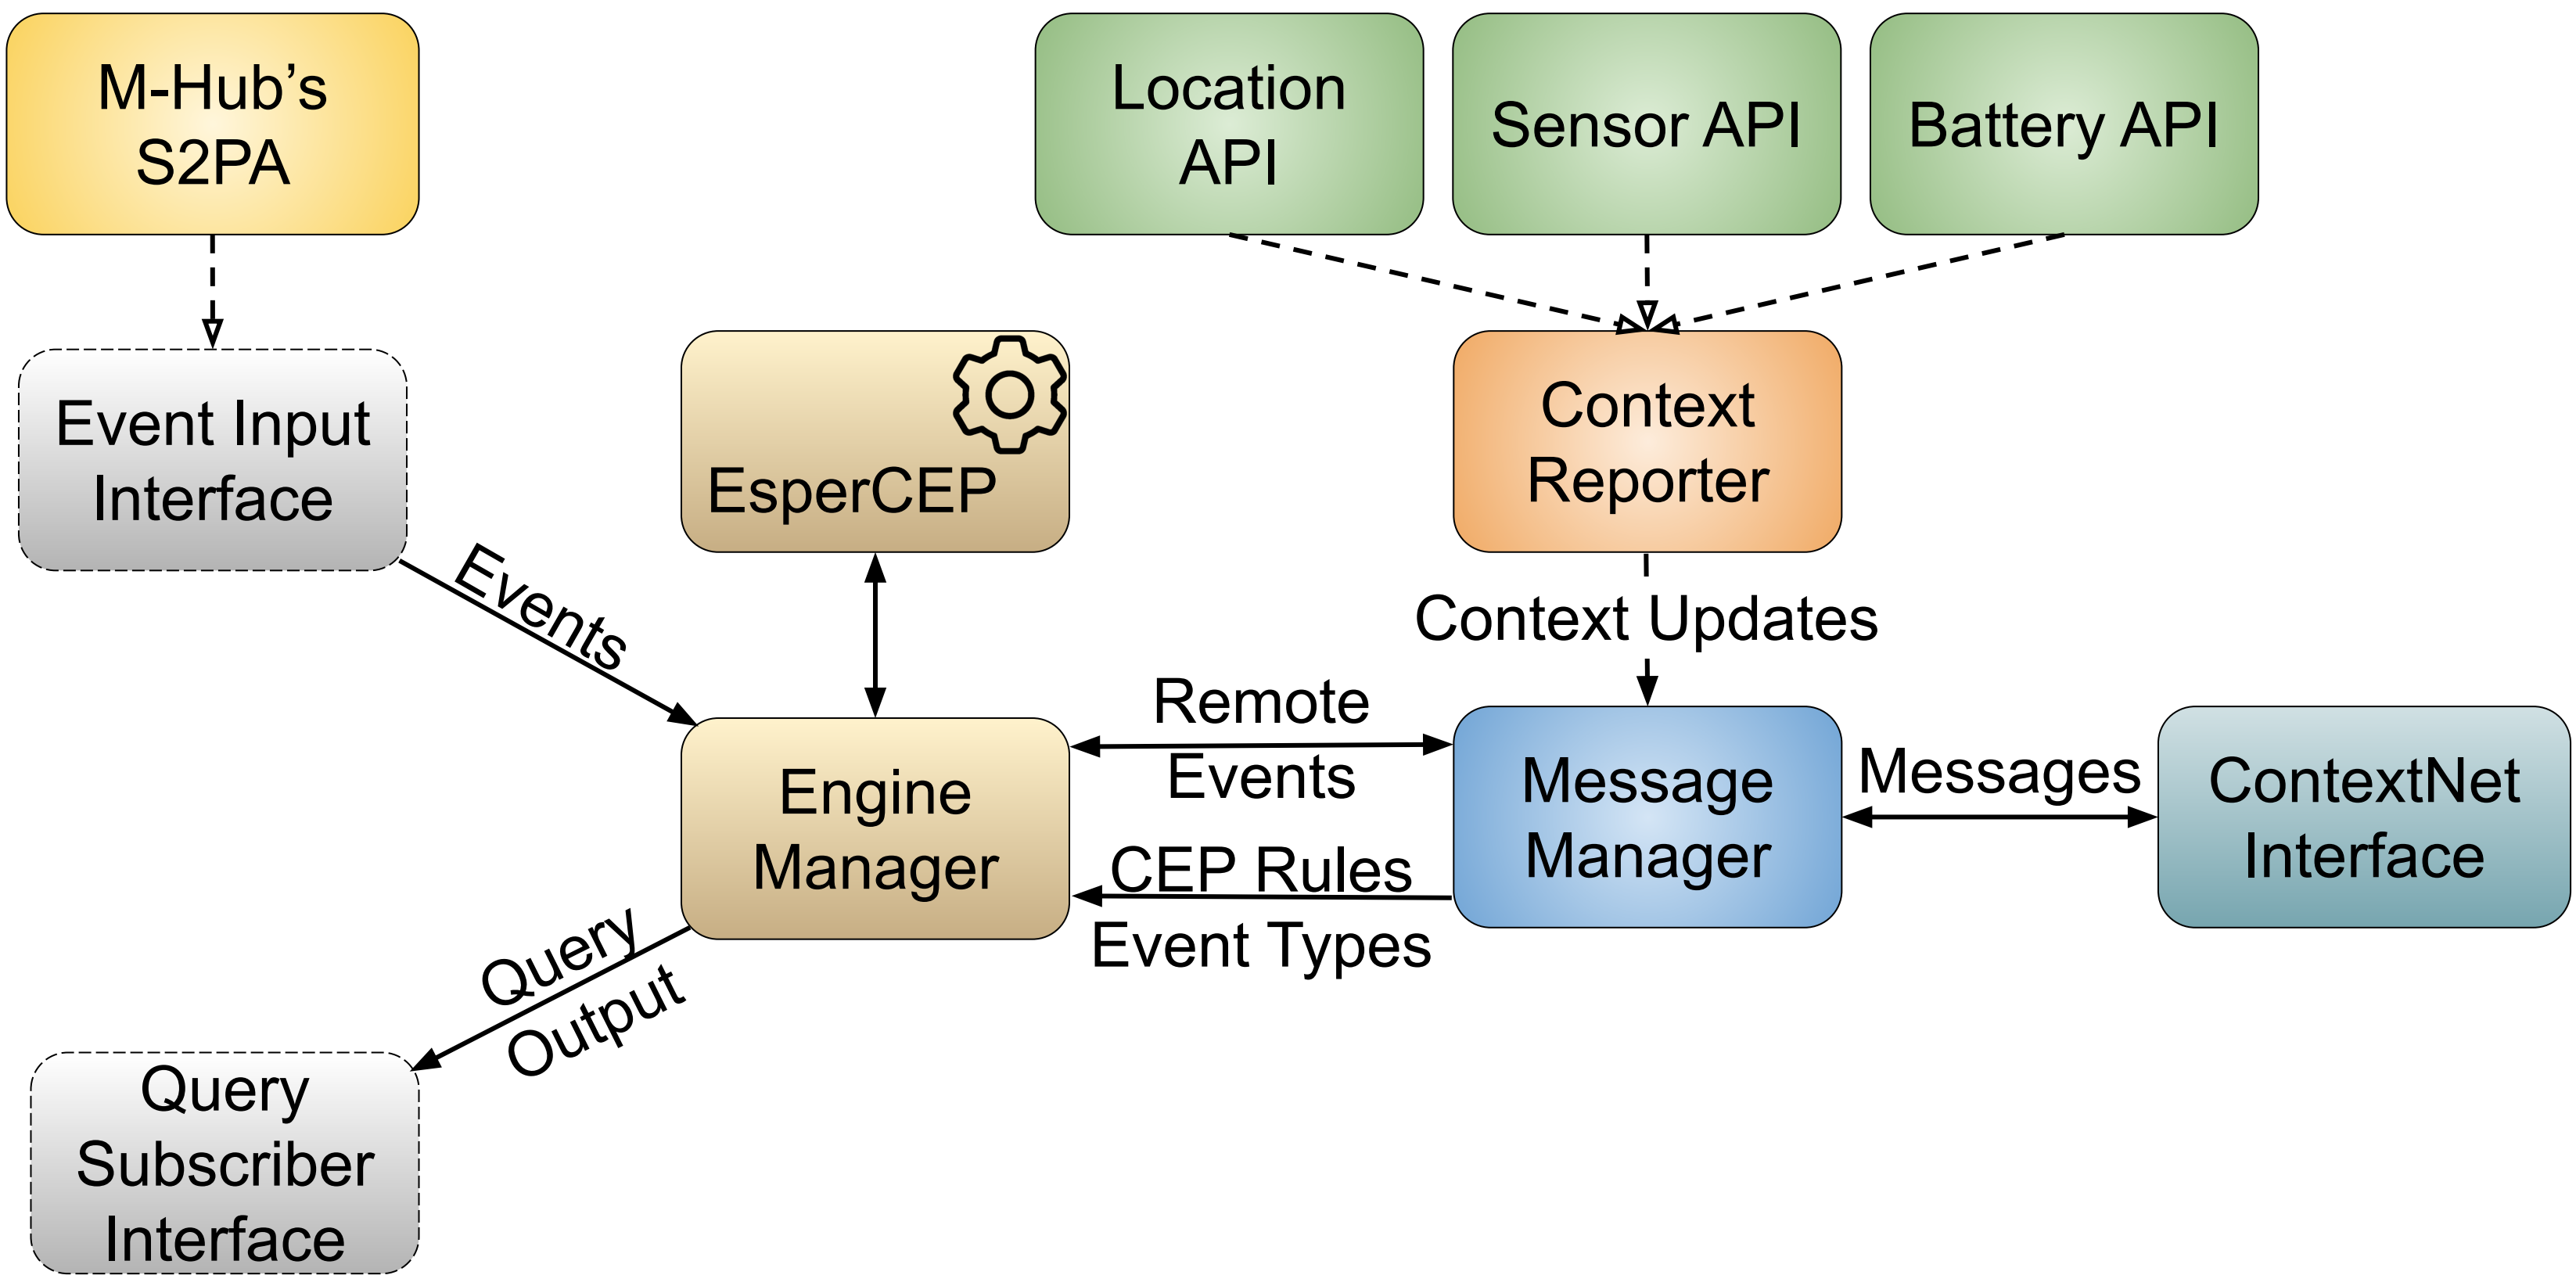 M-Hub’s
S2PA
Location
API
Sensor API
Battery API
Event Input
Interface
EsperCEP
Context
Reporter
Events
Context Updates
Remote
Events
Engine
Manager
CEP Rules
Event Types
Message
Manager
Messages
ContextNet
Interface
Query
Output
Query
Subscriber
Interface